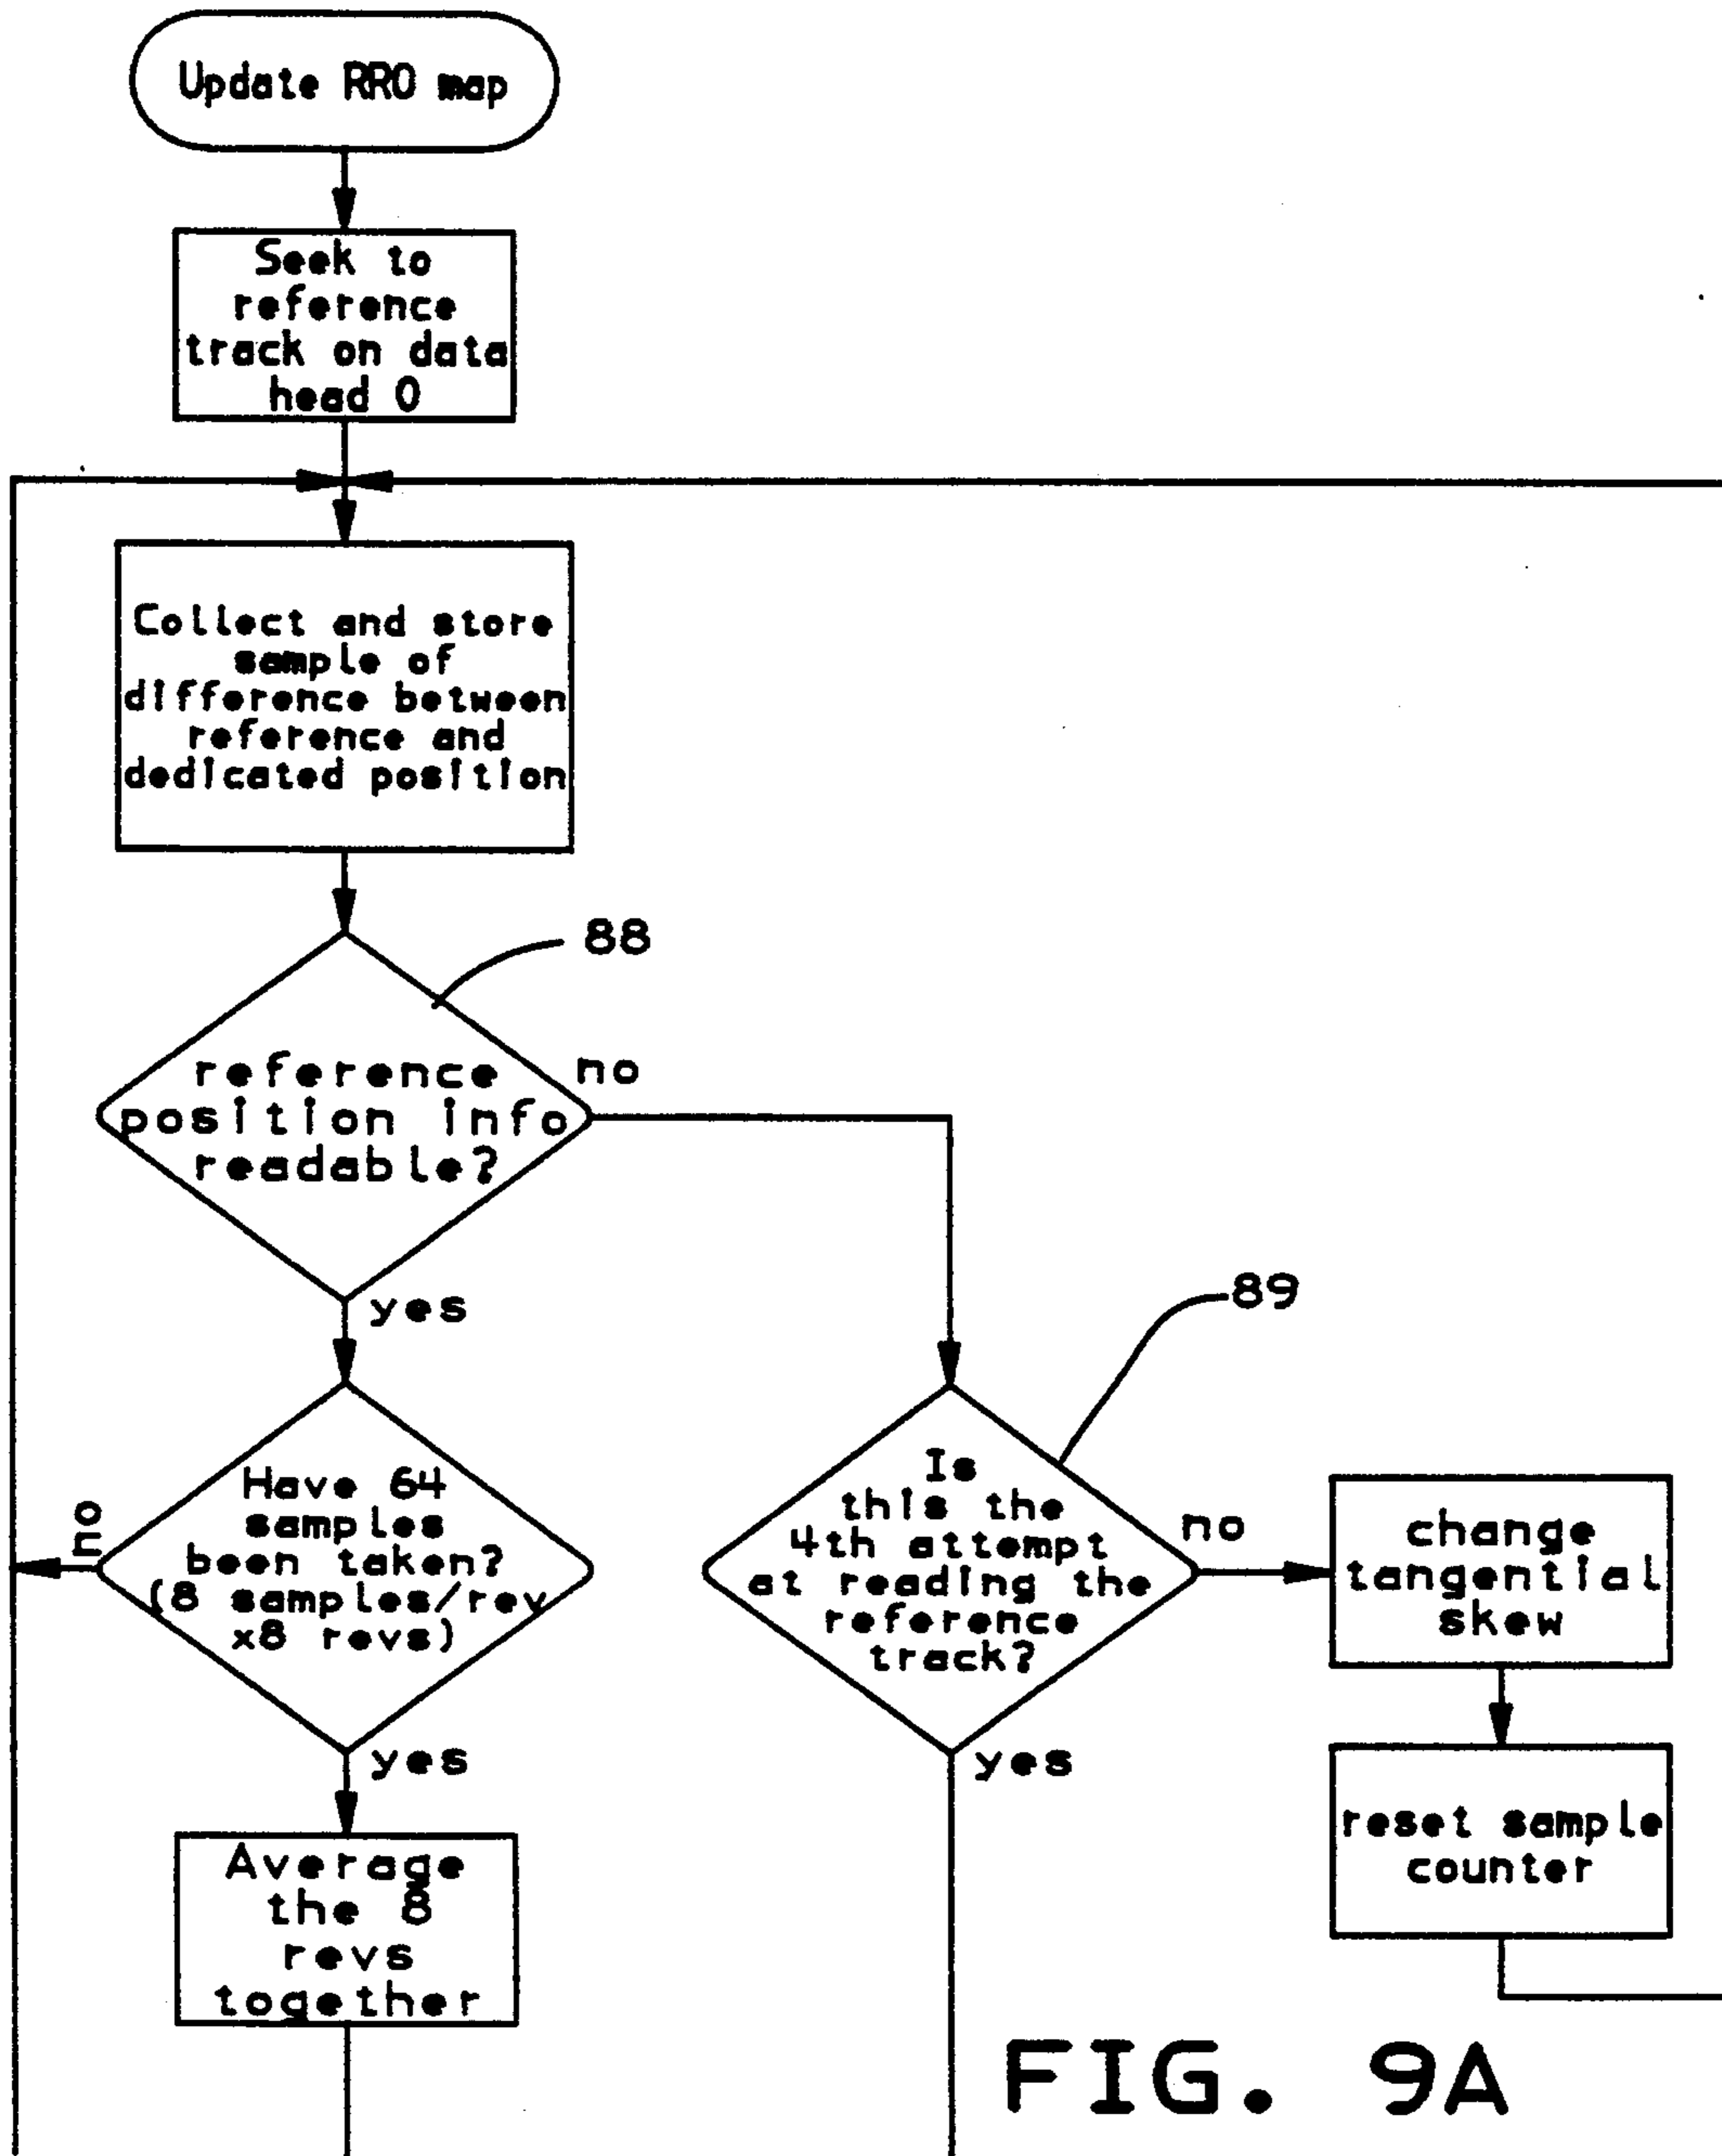 Update RRO map
Seek to
reference
track on data
head 0
Collect and store
sample of
difference between
reference and
dedicated position
88
reference
position info
readable?
no
yes
89
Have 64
samples
been taken?
(8 samples/rev
x8 revs)
no
yes
Is
this the
4th attempt
at reading the
reference
track?
no
yes
change
tangential
skew
reset sample
counter
Average
the 8
revs
together
FIG. 9A